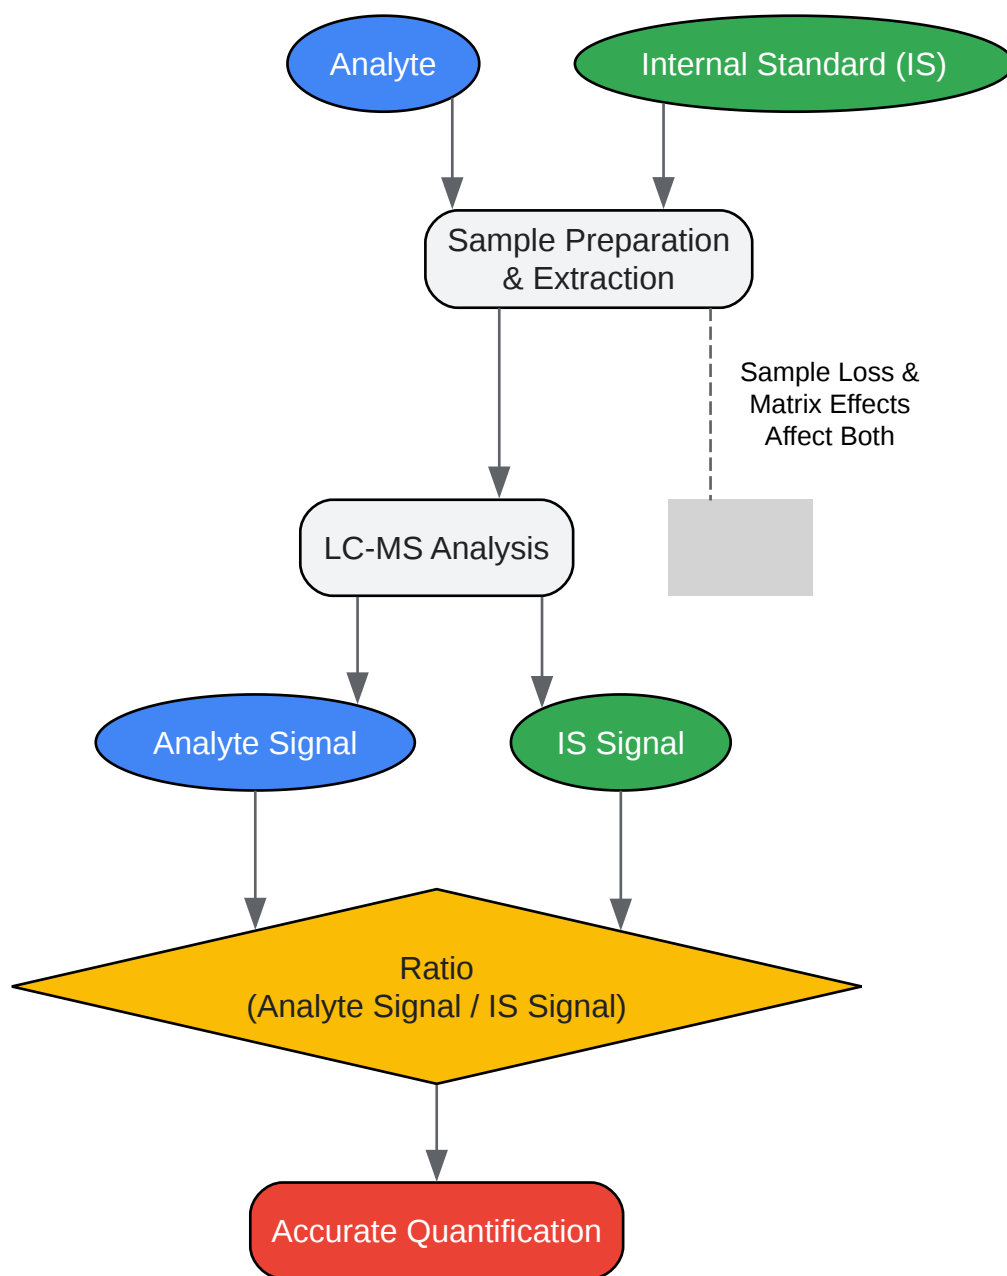 Analyte
Internal Standard (IS)
Sample Preparation
& Extraction
Sample Loss &
Matrix Effects
Affect Both
LC-MS Analysis
Analyte Signal
IS Signal
Ratio
(Analyte Signal / IS Signal)
Accurate Quantification